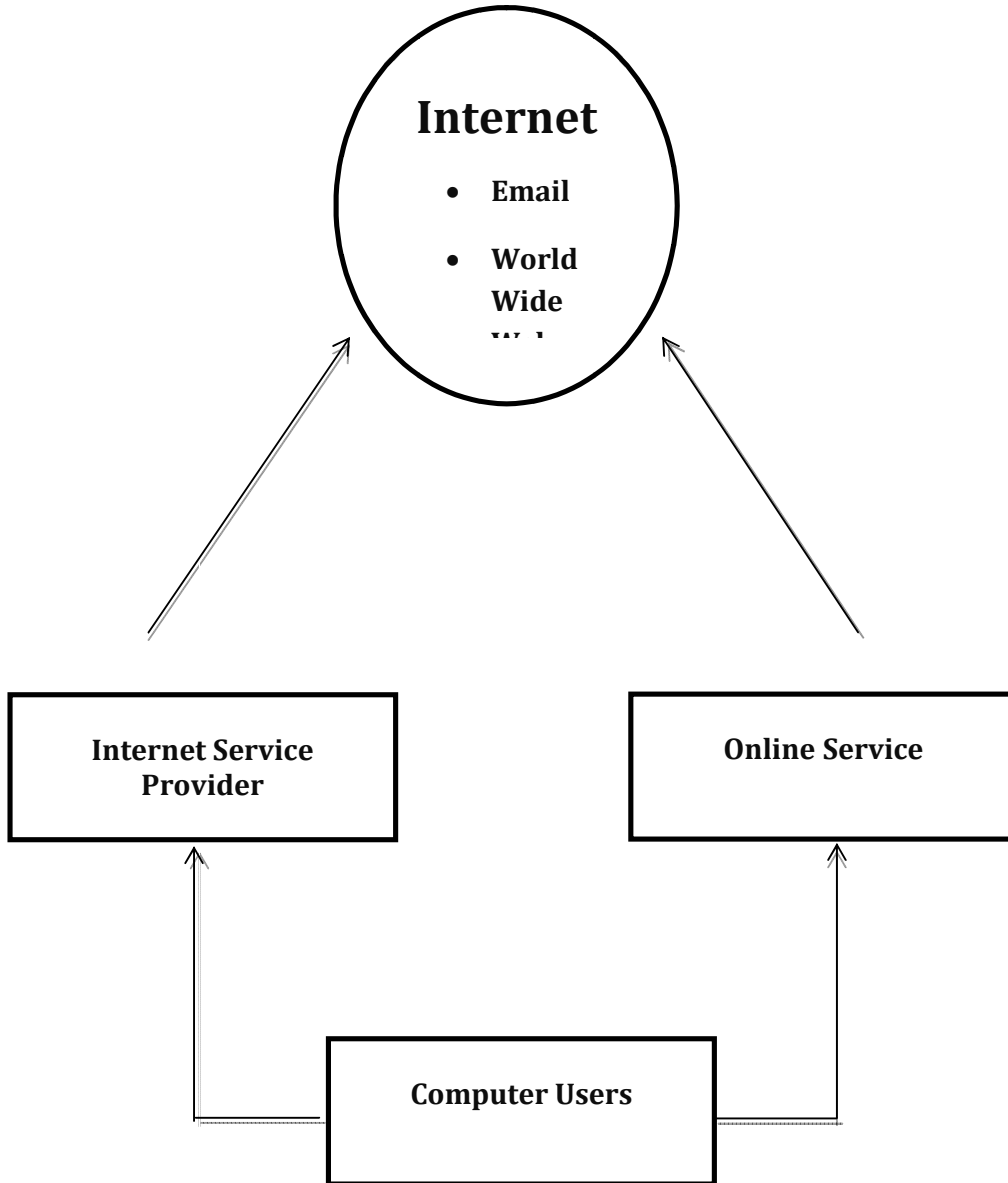 Internet
• Email
• World
Wide
Internet Service
Provider
Online Service
Computer Users